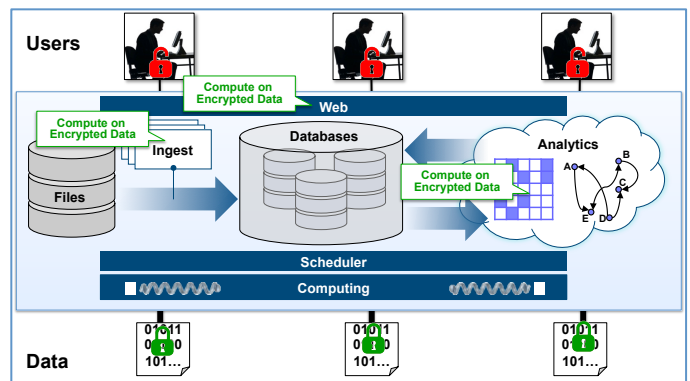 Users
Compute on
Encrypted Data
Web
Compute on
Encrypted Data
Ingest
Files
Databases
Analytics
Compute on
Encrypted Data
A
B
C
E
D
Scheduler
Computing
Data
01011
101...
01011
101...
01011
101...